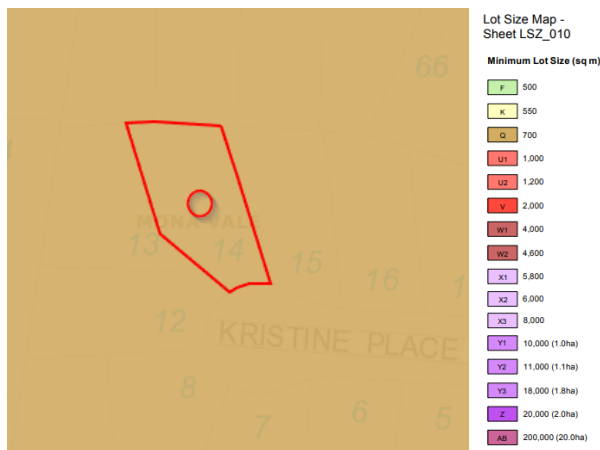 Lot Size Map -
Sheet LSZ_010
Minimum Lot Size (sq m)
F 500
K 550
Q 700
U1 1,000
U2 1,200
V 2,000
W1 4,000
W2 4,600
X1 5,800
X2 6,000
X3 8,000
Y1 10,000 (1.0ha)
Y2 11,000 (1.1ha)
Y3 18,000 (1.8ha)
Z 20,000 (2.0ha)
AB 200,000 (20.0ha)
66
MONA VALE
13 14 15 16
12 KRISTINE PLACE
8 7 6 5